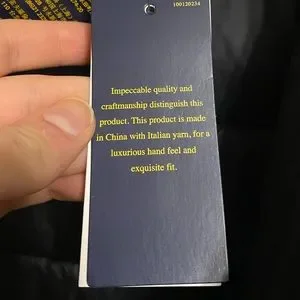 100120234
Impeccable quality and
craftmanship distinguish this
product. This product is made
in China with Italian yarn, for a
luxurious hand feel and
exquisite fit.